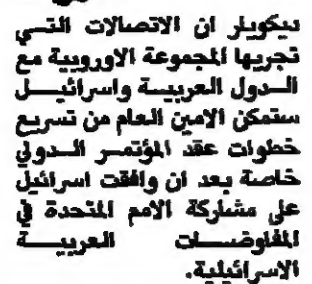 ديكويلر ان الاتصالات التي
تجريها المجموعة الاوروبية مع
الدول العربية واسرائيل
ستمكن الامين العام من تسريع
خطوات عقد المؤتمر الدولي
خاصة بعد ان وافقت اسرائيل
على مشاركة الامم المتحدة في
المفاوضات العربية
الاسرائيلية.